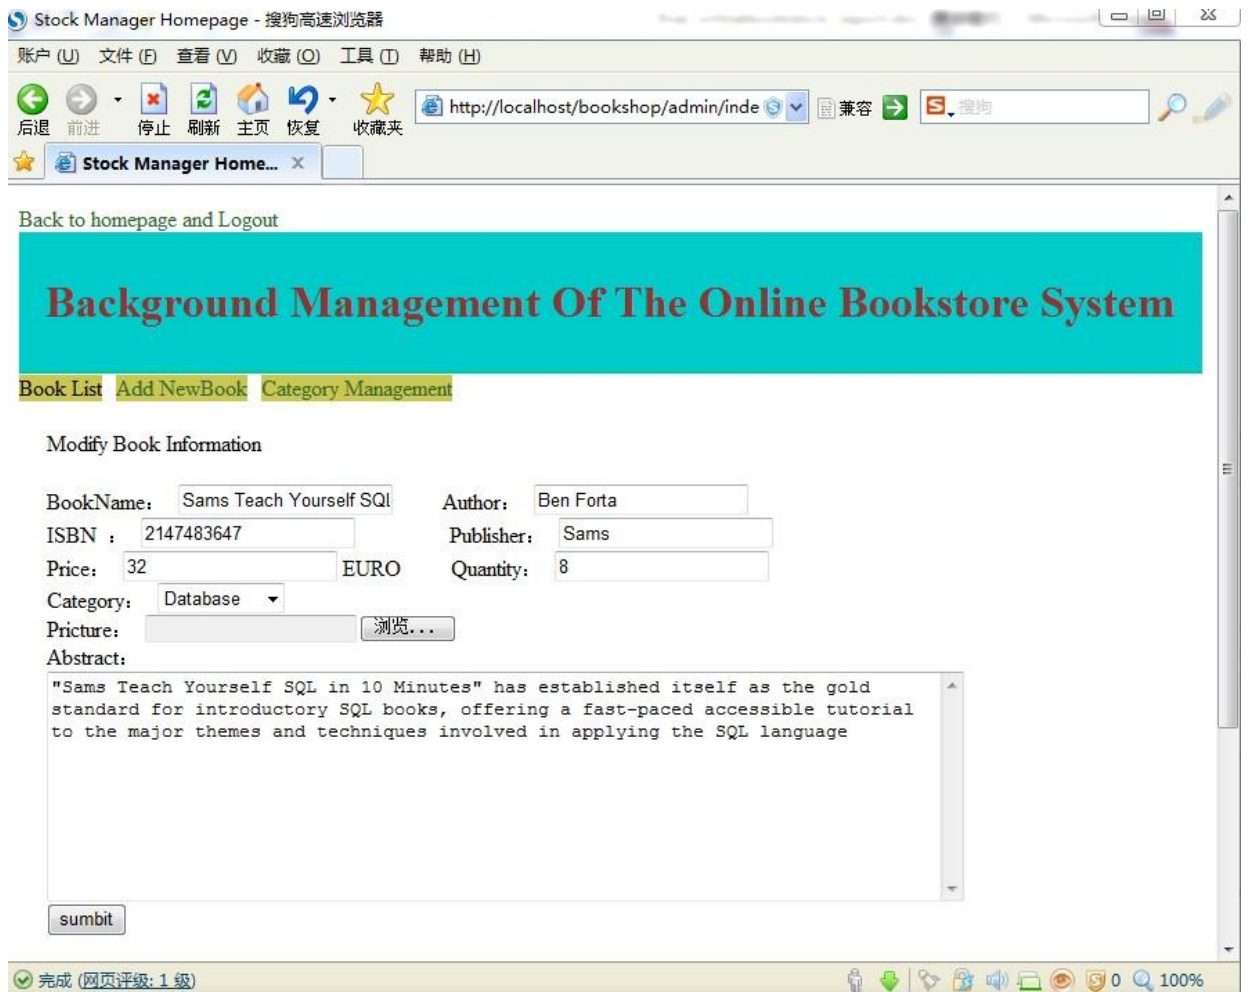 Stock Manager Homepage - 搜狗高速浏览器
账户 (U) 文件 (F) 查看 (V) 收藏 (O) 工具 (T) 帮助 (H)
http://localhost/bookshop/admin/inde 兼容 搜狗
后退 前进 停止 刷新 主页 恢复 收藏夹
Stock Manager Home...
Back to homepage and Logout
Background Management Of The Online Bookstore System
Book List Add NewBook Category Management
Modify Book Information
BookName： Sams Teach Yourself SQL Author： Ben Forta
ISBN ： 2147483647 Publisher： Sams
Price： 32 EURO Quantity： 8
Category： Database
Pricture： 浏览...
Abstract：
"Sams Teach Yourself SQL in 10 Minutes" has established itself as the gold
standard for introductory SQL books, offering a fast-paced accessible tutorial
to the major themes and techniques involved in applying the SQL language
sumbit
完成 (网页评级: 1 级) 0 100%